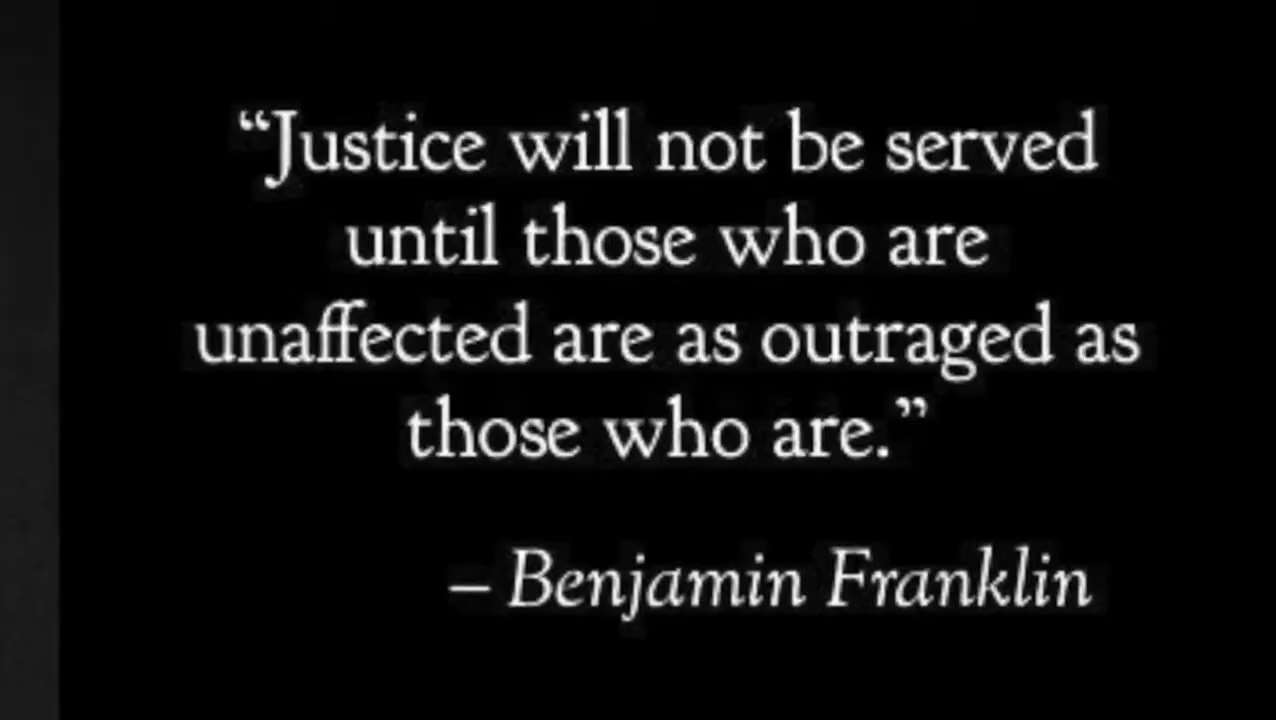 “Justice will not be served
until those who are
unaffected are as outraged as
those who are.”
– Benjamin Franklin